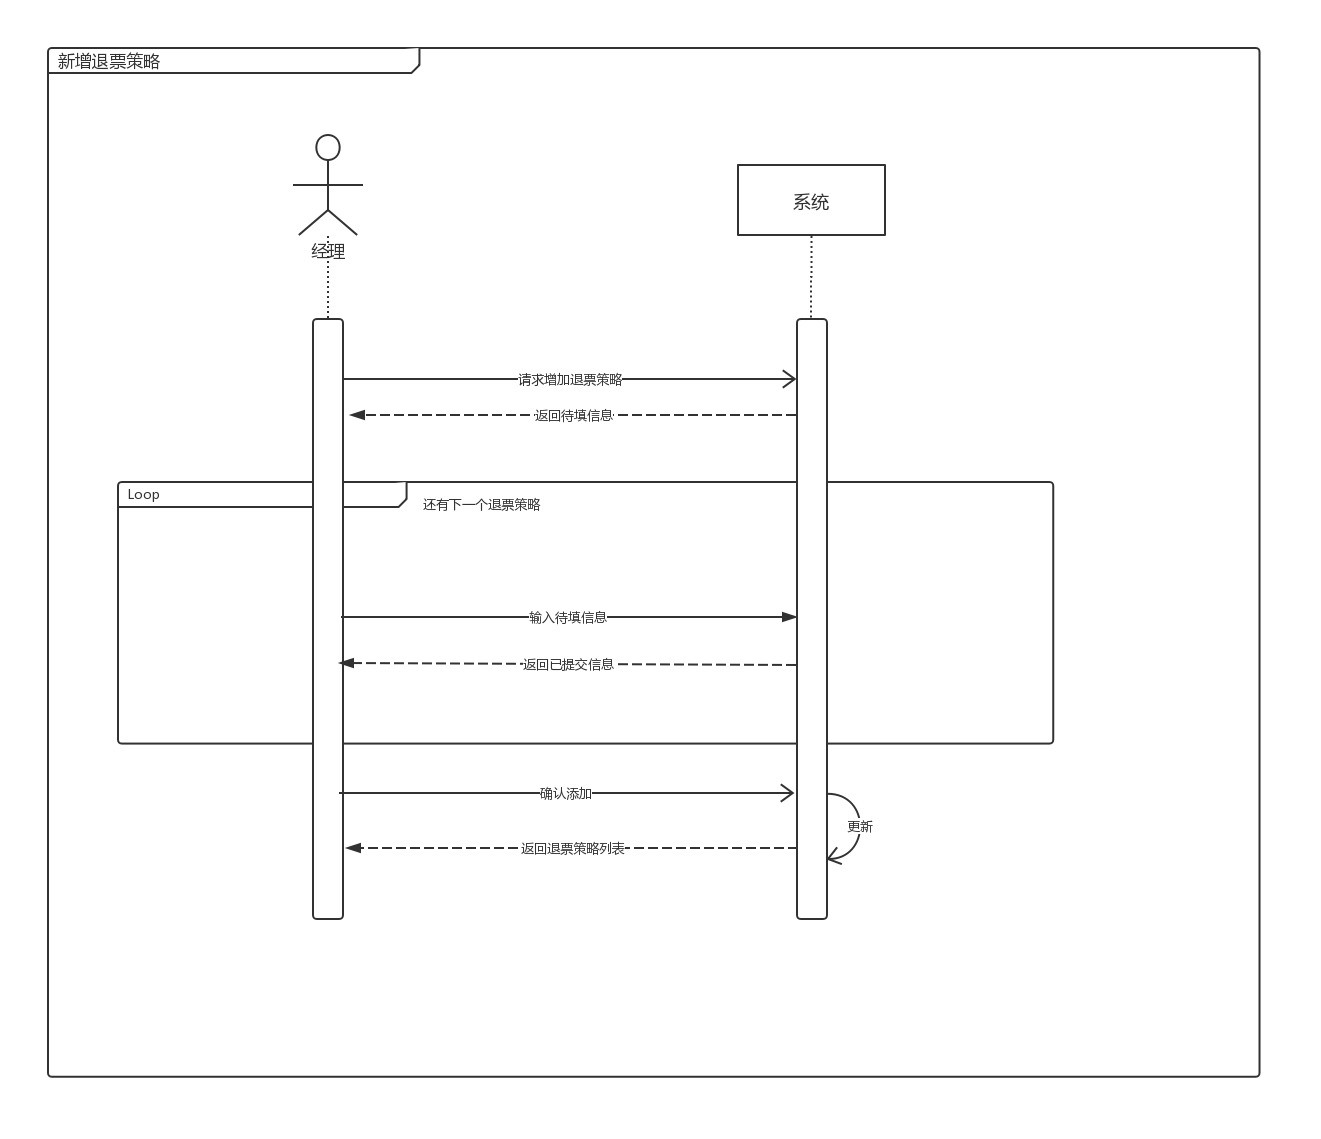 新增退票策略
经理
系统
请求增加退票策略
返回待填信息
Loop
还有下一个退票策略
输入待填信息
返回已提交信息
确认添加
更新
返回退票策略列表